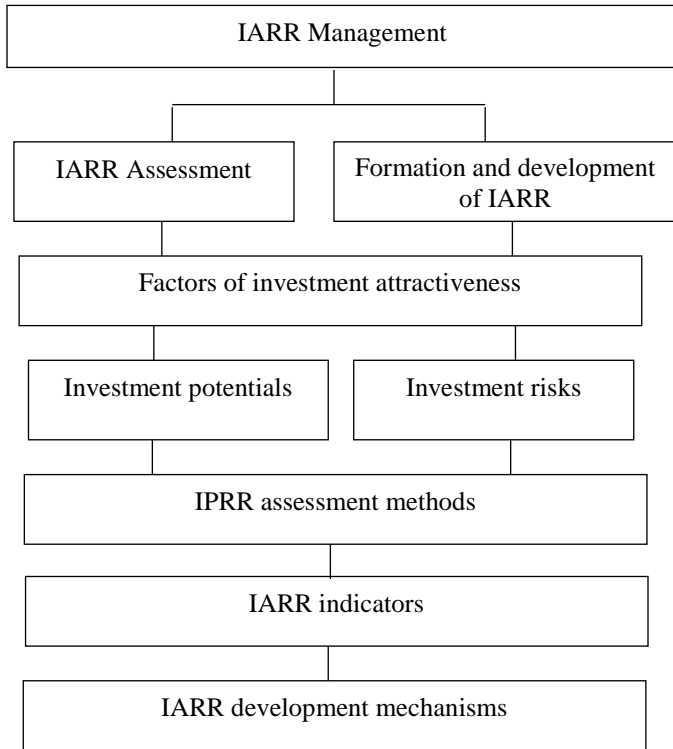 IARR Management
IARR Assessment
Formation and development
of IARR
Factors of investment attractiveness
Investment potentials
Investment risks
IPRR assessment methods
IARR indicators
IARR development mechanisms